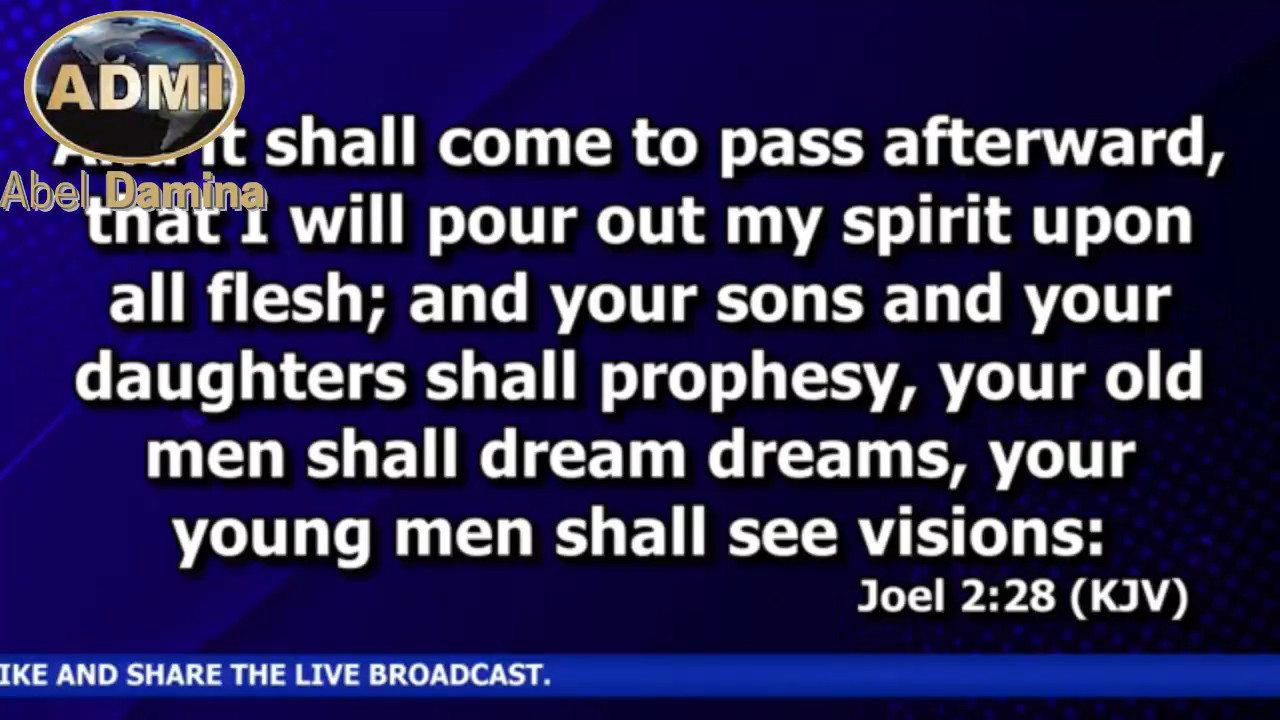 ADMI
Abel Damina
And it shall come to pass afterward,
that I will pour out my spirit upon
all flesh; and your sons and your
daughters shall prophesy, your old
men shall dream dreams, your
young men shall see visions:
Joel 2:28 (KJV)
IKE AND SHARE THE LIVE BROADCAST.